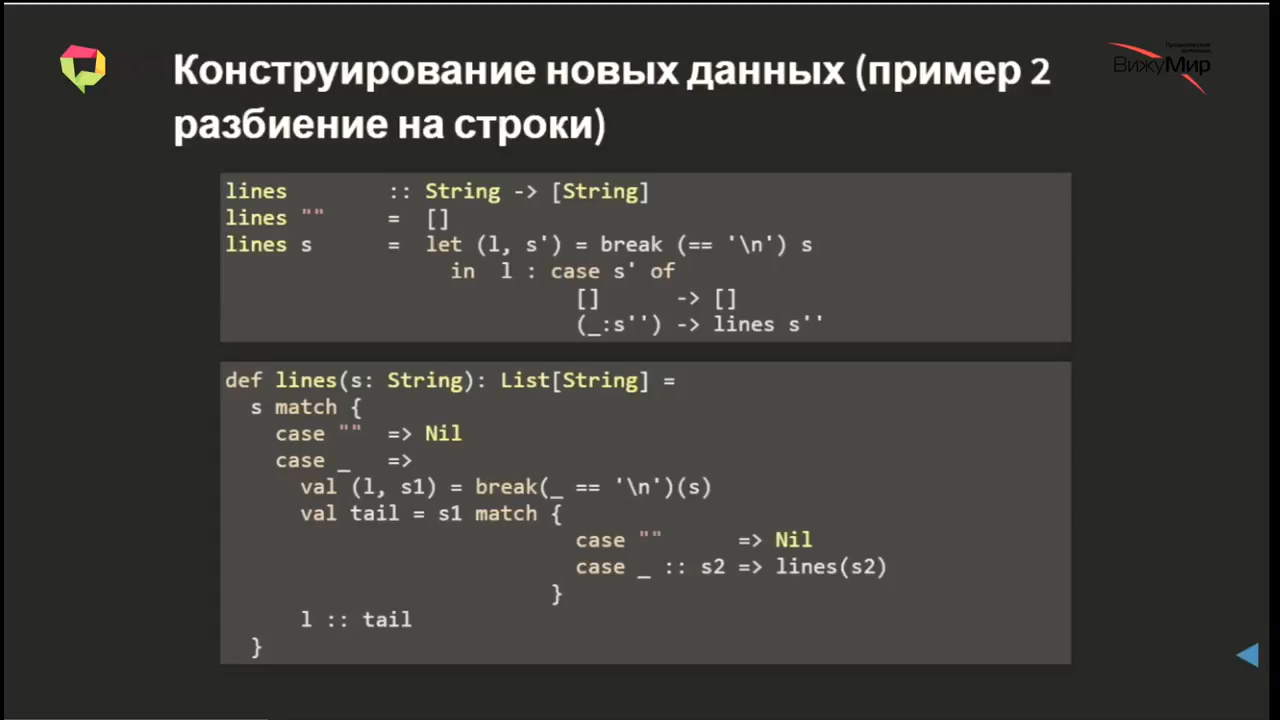 Конструирование новых данных (пример 2
разбиение на строки)
ВижуМир
lines        :: String -> [String]
lines ""     =  []
lines s      =  let (l, s') = break (== '\n') s
                  in  l : case s' of
                            []      -> []
                            (_:s'') -> lines s''
def lines(s: String): List[String] =
  s match {
    case ""  => Nil
    case _   =>
      val (l, s1) = break(_ == '\n')(s)
      val tail = s1 match {
                            case ""      => Nil
                            case _ :: s2 => lines(s2)
                          }
      l :: tail
  }